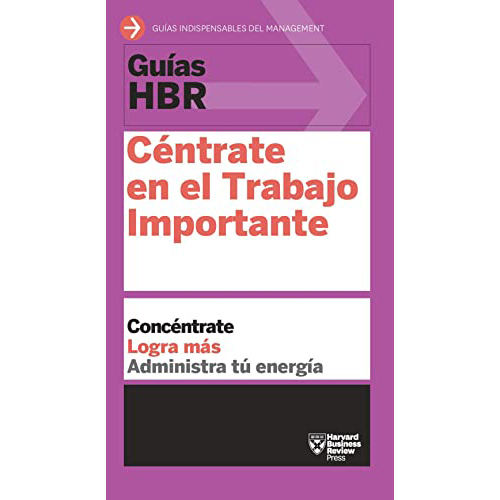 GUÍAS INDISPENSABLES DEL MANAGEMENT
Guías
HBR
Céntrate
en el Trabajo
Importante
Concéntrate
Logra más
Administra tú energía
Harvard
Business
Review
Press